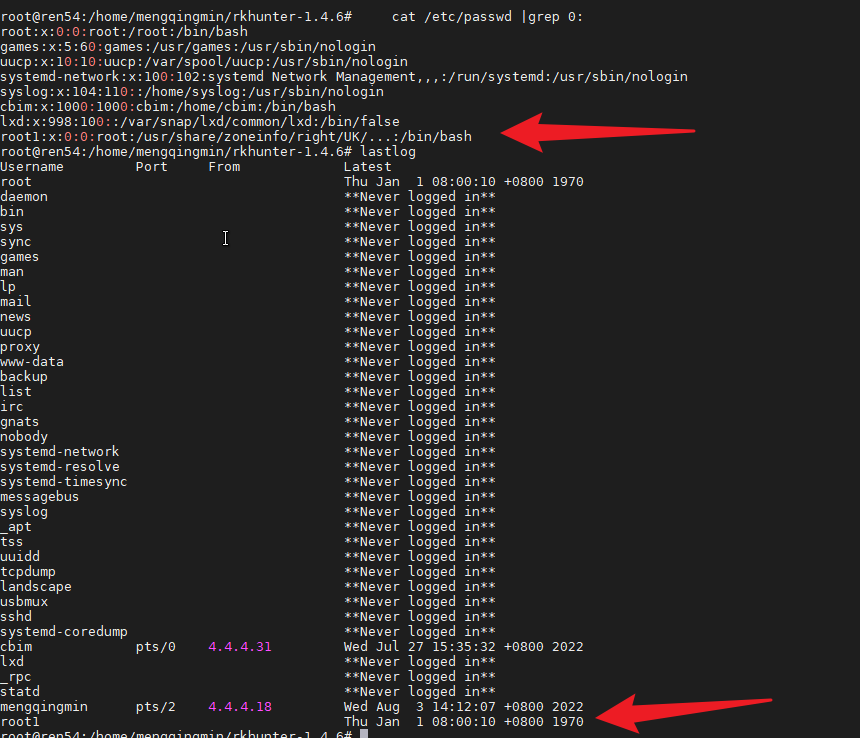 root@ren54:/home/mengqingmin/rkhunter-1.4.6#     cat /etc/passwd |grep 0:
root:x:0:0:root:/root:/bin/bash
games:x:5:60:games:/usr/games:/usr/sbin/nologin
uucp:x:10:10:uucp:/var/spool/uucp:/usr/sbin/nologin
systemd-network:x:100:102:systemd Network Management,,,:/run/systemd:/usr/sbin/nologin
syslog:x:104:110::/home/syslog:/usr/sbin/nologin
cbim:x:1000:1000:cbim:/home/cbim:/bin/bash
lxd:x:998:100::/var/snap/lxd/common/lxd:/bin/false
root1:x:0:0:root:/usr/share/zoneinfo/right/UK/...:/bin/bash
root@ren54:/home/mengqingmin/rkhunter-1.4.6# lastlog
Username         Port     From             Latest
root                                       Thu Jan  1 08:00:10 +0800 1970
daemon                                     **Never logged in**
bin                                        **Never logged in**
sys                                        **Never logged in**
sync                                       **Never logged in**
games                                      **Never logged in**
man                                        **Never logged in**
lp                                         **Never logged in**
mail                                       **Never logged in**
news                                       **Never logged in**
uucp                                       **Never logged in**
proxy                                      **Never logged in**
www-data                                   **Never logged in**
backup                                     **Never logged in**
list                                       **Never logged in**
irc                                        **Never logged in**
gnats                                      **Never logged in**
nobody                                     **Never logged in**
systemd-network                            **Never logged in**
systemd-resolve                            **Never logged in**
systemd-timesync                           **Never logged in**
messagebus                                 **Never logged in**
syslog                                     **Never logged in**
_apt                                       **Never logged in**
tss                                        **Never logged in**
uuidd                                      **Never logged in**
tcpdump                                    **Never logged in**
landscape                                  **Never logged in**
usbmux                                     **Never logged in**
sshd                                       **Never logged in**
systemd-coredump                           **Never logged in**
cbim             pts/0    4.4.4.31         Wed Jul 27 15:35:32 +0800 2022
lxd                                        **Never logged in**
_rpc                                       **Never logged in**
statd                                      **Never logged in**
mengqingmin      pts/2    4.4.4.18         Wed Aug  3 14:12:07 +0800 2022
root1                                      Thu Jan  1 08:00:10 +0800 1970
root@ren54:/home/mengqingmin/rkhunter-1.4.6#